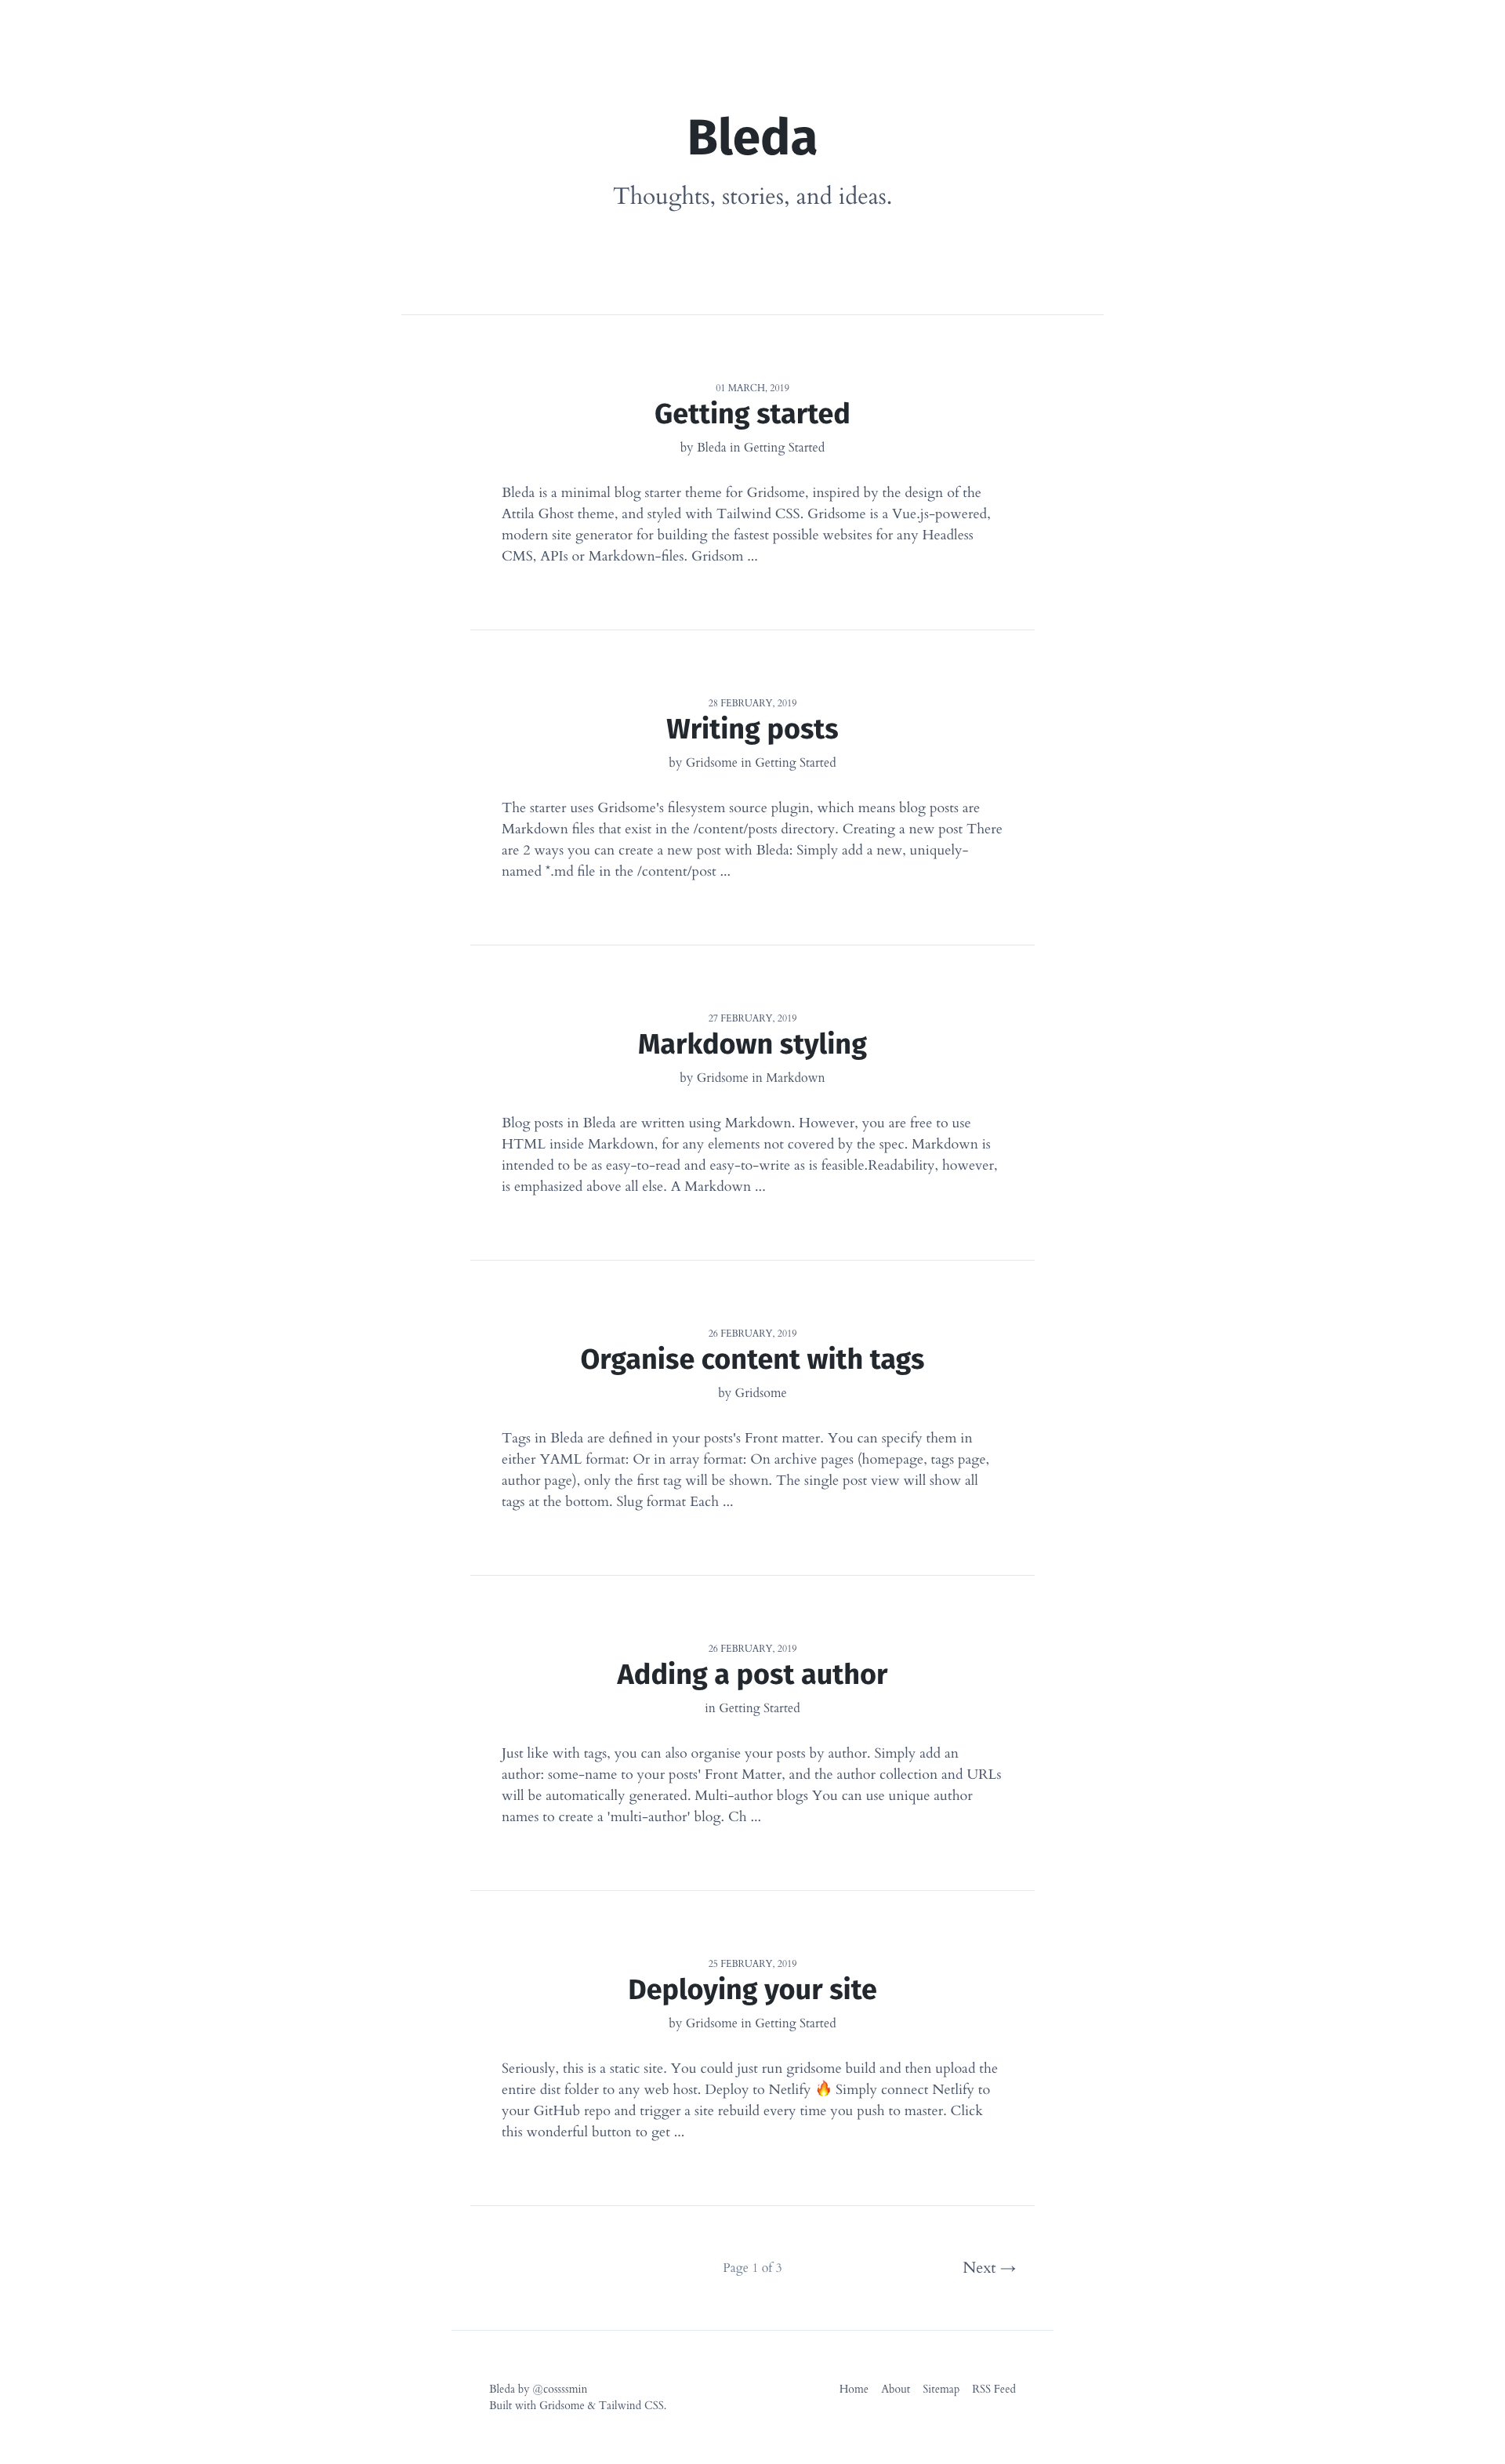 Bleda
Thoughts, stories, and ideas.
01 MARCH, 2019
Getting started
by Bleda in Getting Started
Bleda is a minimal blog starter theme for Gridsome, inspired by the design of the
Attila Ghost theme, and styled with Tailwind CSS. Gridsome is a Vue.js-powered,
modern site generator for building the fastest possible websites for any Headless
CMS, APIs or Markdown-files. Gridsom ...
28 FEBRUARY, 2019
Writing posts
by Gridsome in Getting Started
The starter uses Gridsome's filesystem source plugin, which means blog posts are
Markdown files that exist in the /content/posts directory. Creating a new post There
are 2 ways you can create a new post with Bleda: Simply add a new, uniquely-
named *.md file in the /content/post ...
27 FEBRUARY, 2019
Markdown styling
by Gridsome in Markdown
Blog posts in Bleda are written using Markdown. However, you are free to use
HTML inside Markdown, for any elements not covered by the spec. Markdown is
intended to be as easy-to-read and easy-to-write as is feasible.Readability, however,
is emphasized above all else. A Markdown ...
26 FEBRUARY, 2019
Organise content with tags
by Gridsome
Tags in Bleda are defined in your posts's Front matter. You can specify them in
either YAML format: Or in array format: On archive pages (homepage, tags page,
author page), only the first tag will be shown. The single post view will show all
tags at the bottom. Slug format Each ...
26 FEBRUARY, 2019
Adding a post author
in Getting Started
Just like with tags, you can also organise your posts by author. Simply add an
author: some-name to your posts' Front Matter, and the author collection and URLs
will be automatically generated. Multi-author blogs You can use unique author
names to create a 'multi-author' blog. Ch ...
25 FEBRUARY, 2019
Deploying your site
by Gridsome in Getting Started
Seriously, this is a static site. You could just run gridsome build and then upload the
entire dist folder to any web host. Deploy to Netlify 🔥 Simply connect Netlify to
your GitHub repo and trigger a site rebuild every time you push to master. Click
this wonderful button to get ...
Page 1 of 3
Next →
Bleda by @cossssmin
Built with Gridsome & Tailwind CSS.
Home About Sitemap RSS Feed